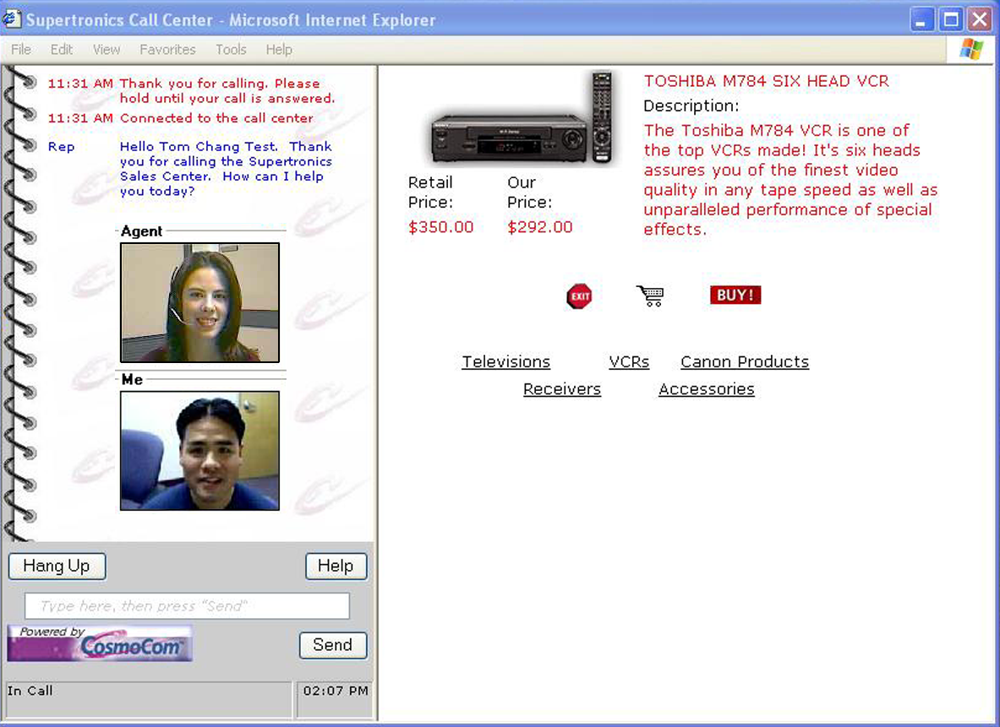 Supertronics Call Center - Microsoft Internet Explorer
File Edit View Favorites Tools Help
11:31 AM Thank you for calling. Please
hold until your call is answered.
11:31 AM Connected to the call center
Rep Hello Tom Chang Test. Thank
you for calling the Supertronics
Sales Center. How can I help
you today?
Agent
Me
Hang Up
Help
Type here, then press "Send"
Powered by
CosmoCom™
Send
In Call
02:07 PM
TOSHIBA M784 SIX HEAD VCR
Description:
The Toshiba M784 VCR is one of
the top VCRs made! It's six heads
assures you of the finest video
quality in any tape speed as well as
unparalleled performance of special
effects.
Retail
Price:
$350.00
Our
Price:
$292.00
EXIT
BUY!
Televisions VCRs Canon Products
Receivers Accessories